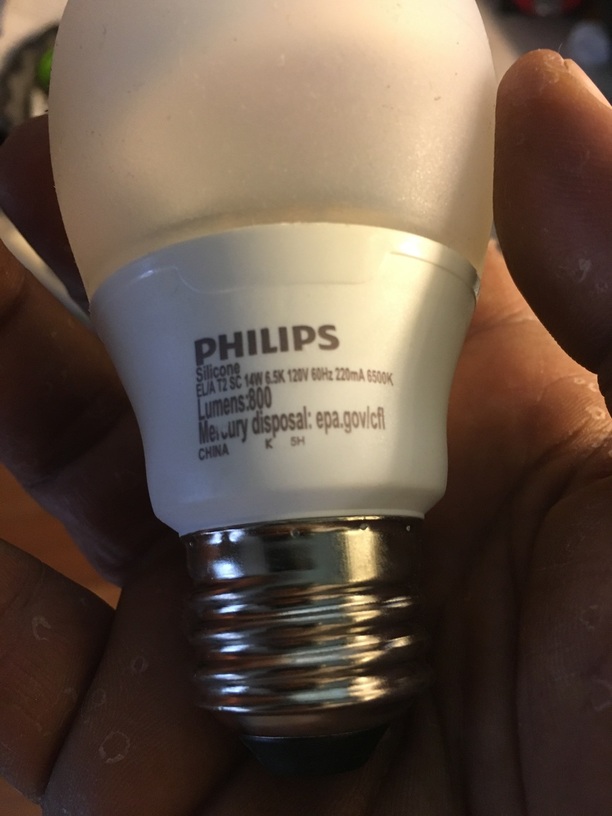 PHILIPS
Silicone
EL/A T2 SC 14W 6.5K 120V 60Hz 220mA 6500K
Lumens:800
Mercury disposal: epa.gov/cfl
CHINA K 5H